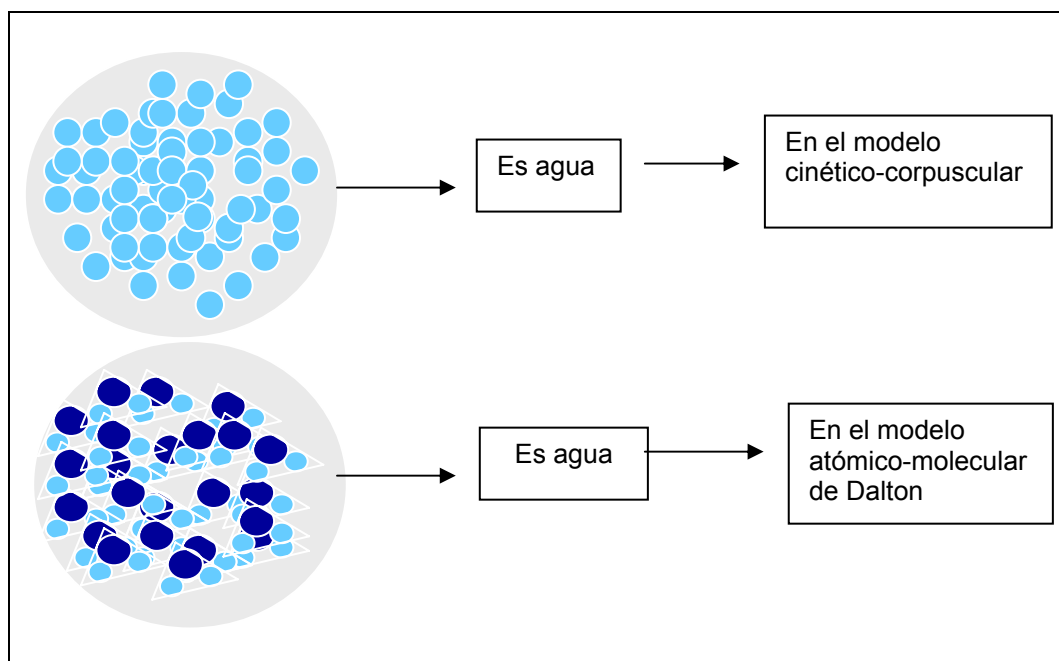 Es agua
En el modelo
cinético-corpuscular
Es agua
En el modelo
atómico-molecular
de Dalton